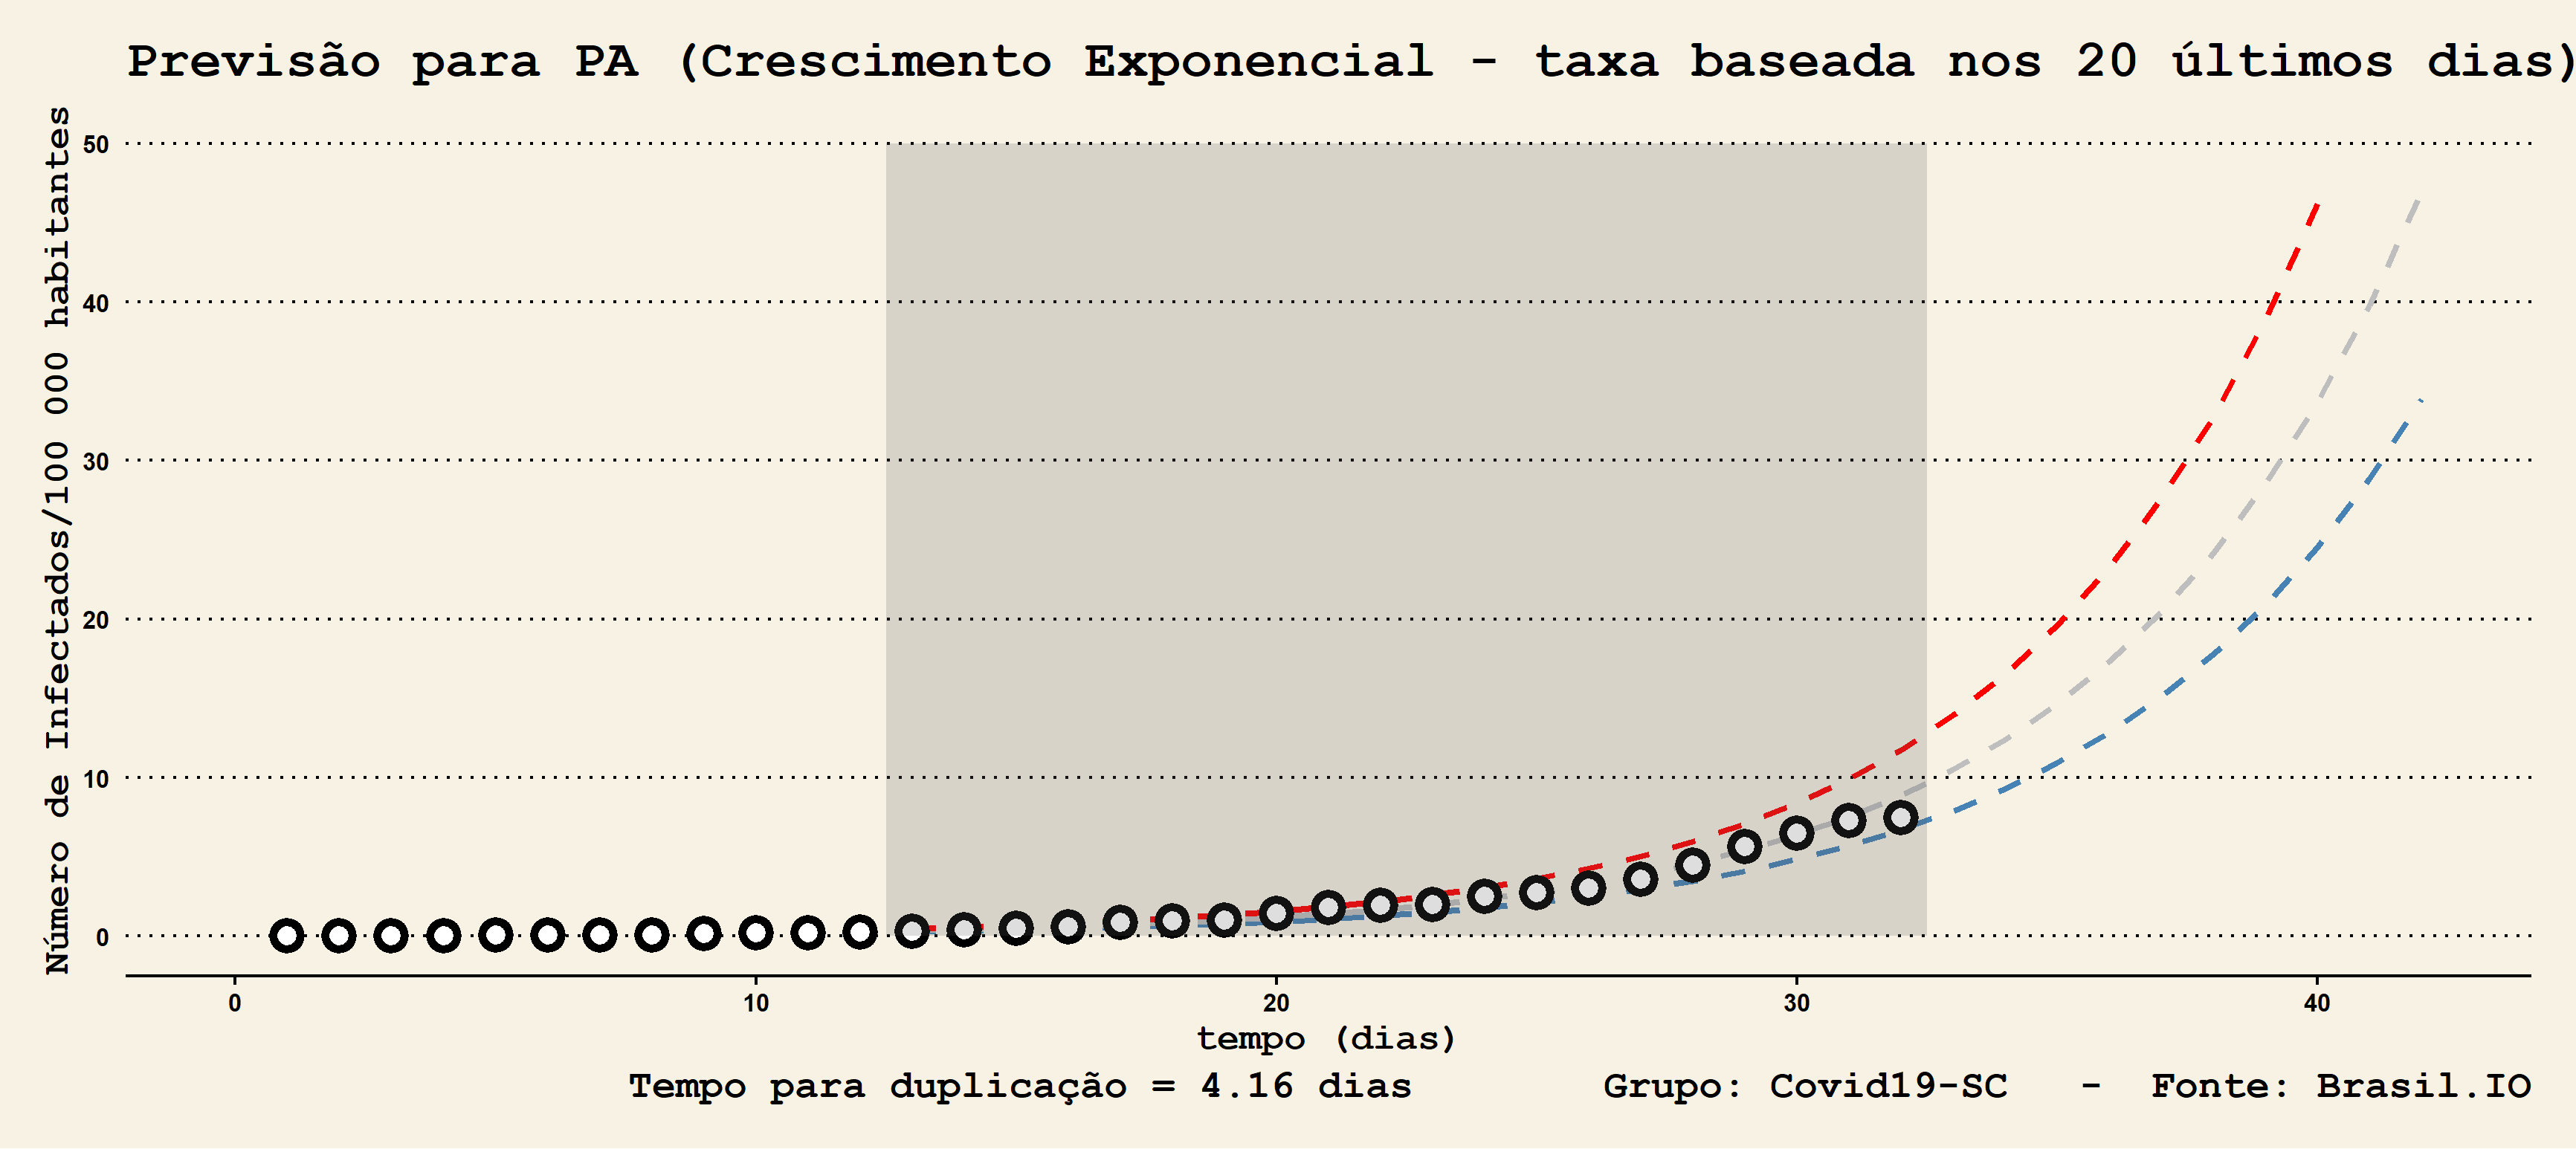 Previsão para PA (Crescimento Exponencial - taxa baseada nos 20 últimos dias)
Número de Infectados/100 000 habitantes
50
40
30
20
10
0
0 10 20 30 40
tempo (dias)
Tempo para duplicação = 4.16 dias Grupo: Covid19-SC - Fonte: Brasil.IO